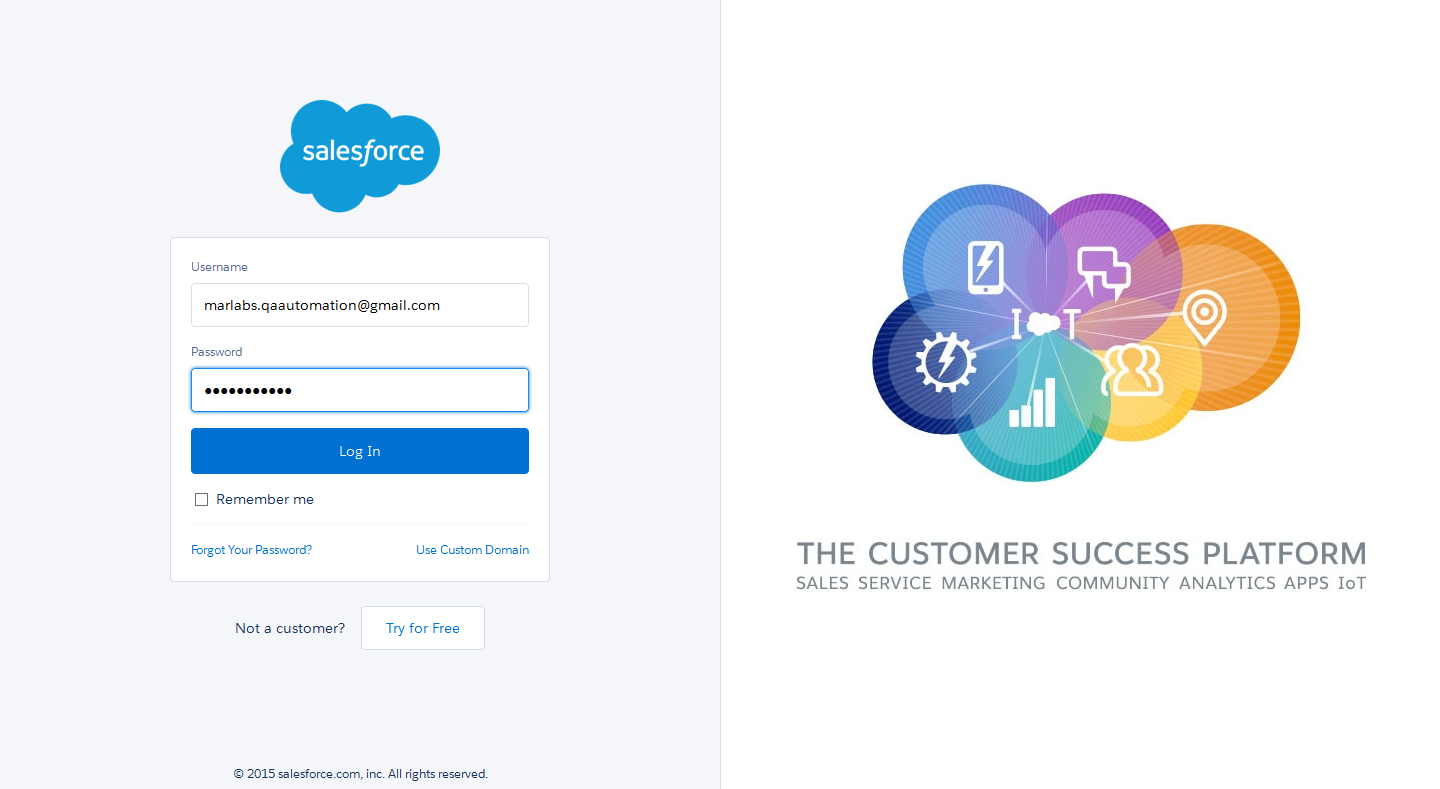 salesforce
Username
marlabs.qaautomation@gmail.com
Password
•••••••••••
Log In
Remember me
Forgot Your Password? Use Custom Domain
Not a customer? Try for Free
© 2015 salesforce.com, inc. All rights reserved.
I T
THE CUSTOMER SUCCESS PLATFORM
SALES SERVICE MARKETING COMMUNITY ANALYTICS APPS IoT